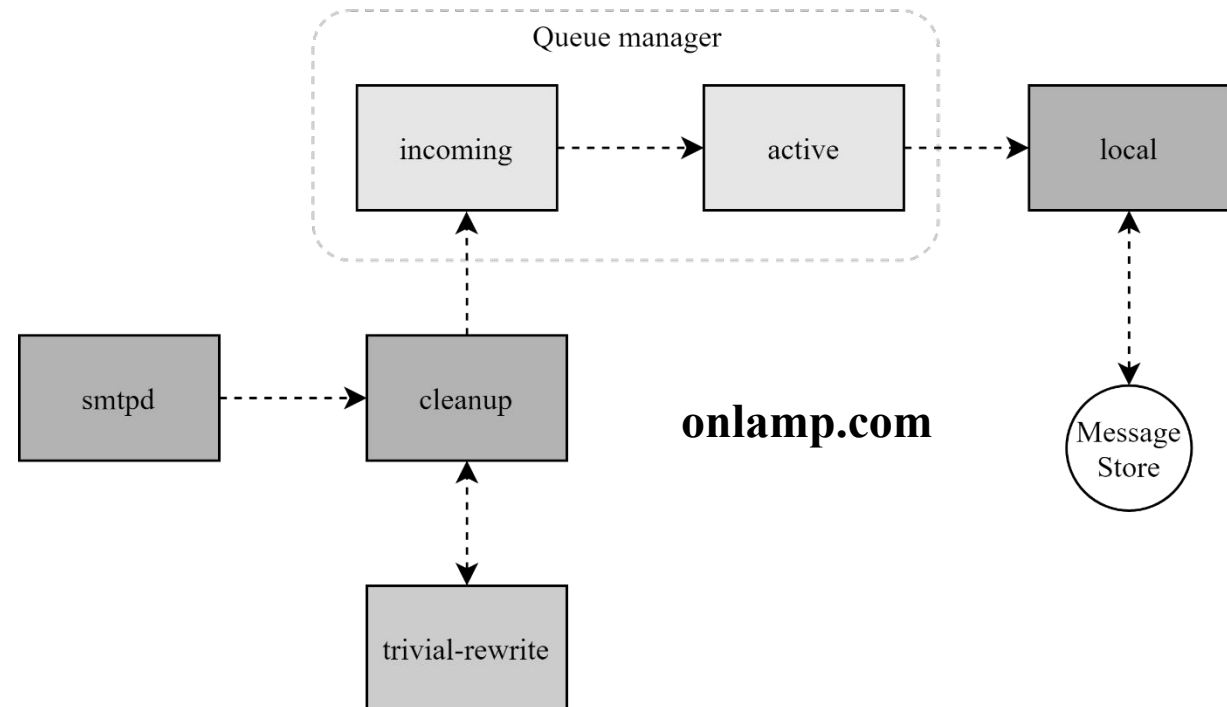 Queue manager
incoming
active
local
smtpd
cleanup
onlamp.com
Message
Store
trivial-rewrite